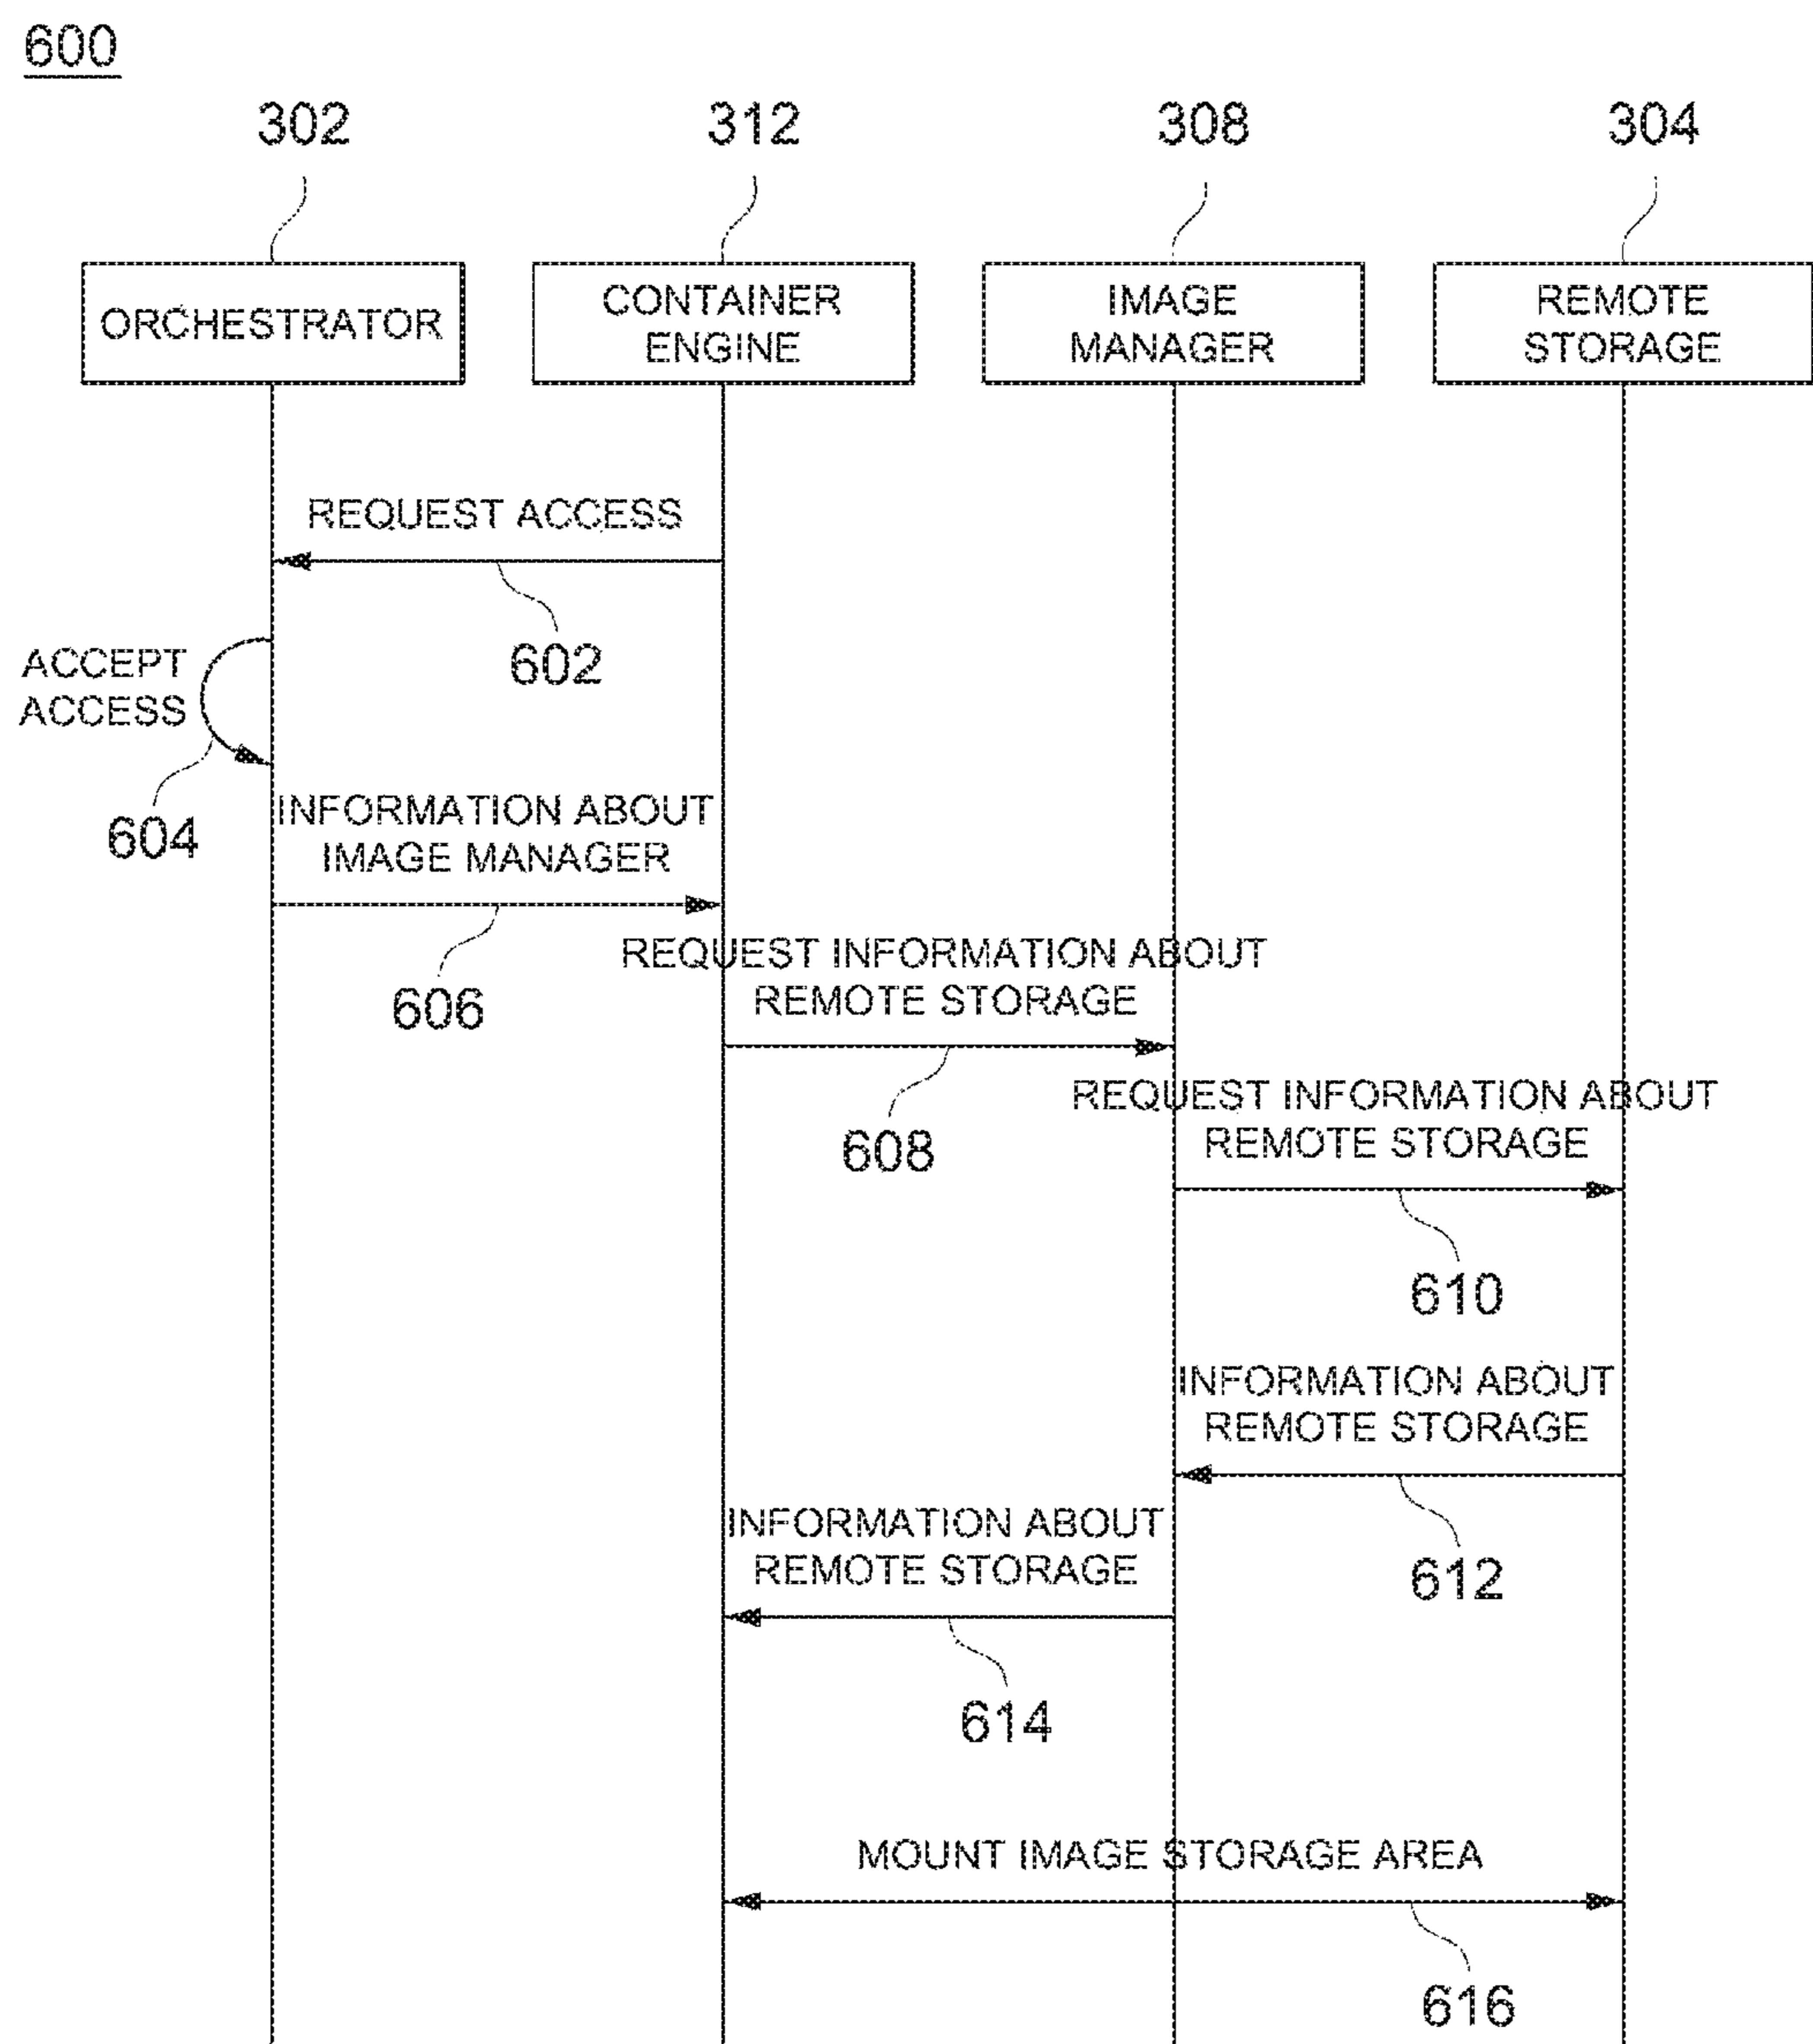 600
302
312
308
304
ORCHESTRATOR
CONTAINER
ENGINE
IMAGE
MANAGER
REMOTE
STORAGE
REQUEST ACCESS
602
ACCEPT
ACCESS
604
INFORMATION ABOUT
IMAGE MANAGER
606
REQUEST INFORMATION ABOUT
REMOTE STORAGE
608
REQUEST INFORMATION ABOUT
REMOTE STORAGE
610
INFORMATION ABOUT
REMOTE STORAGE
612
INFORMATION ABOUT
REMOTE STORAGE
614
MOUNT IMAGE STORAGE AREA
616